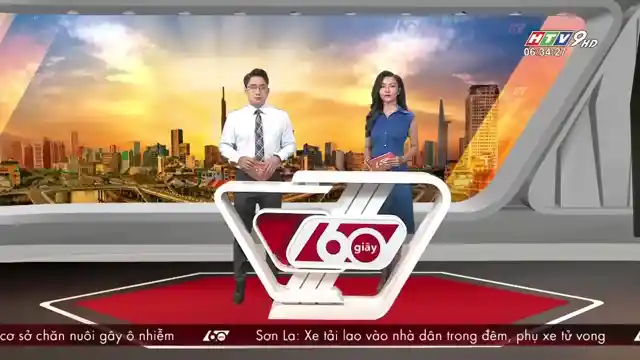 HTV9 HD
06:34:27
60 giây
cơ sở chăn nuôi gây ô nhiễm 60 Sơn La: Xe tải lao vào nhà dân trong đêm, phụ xe tử vong